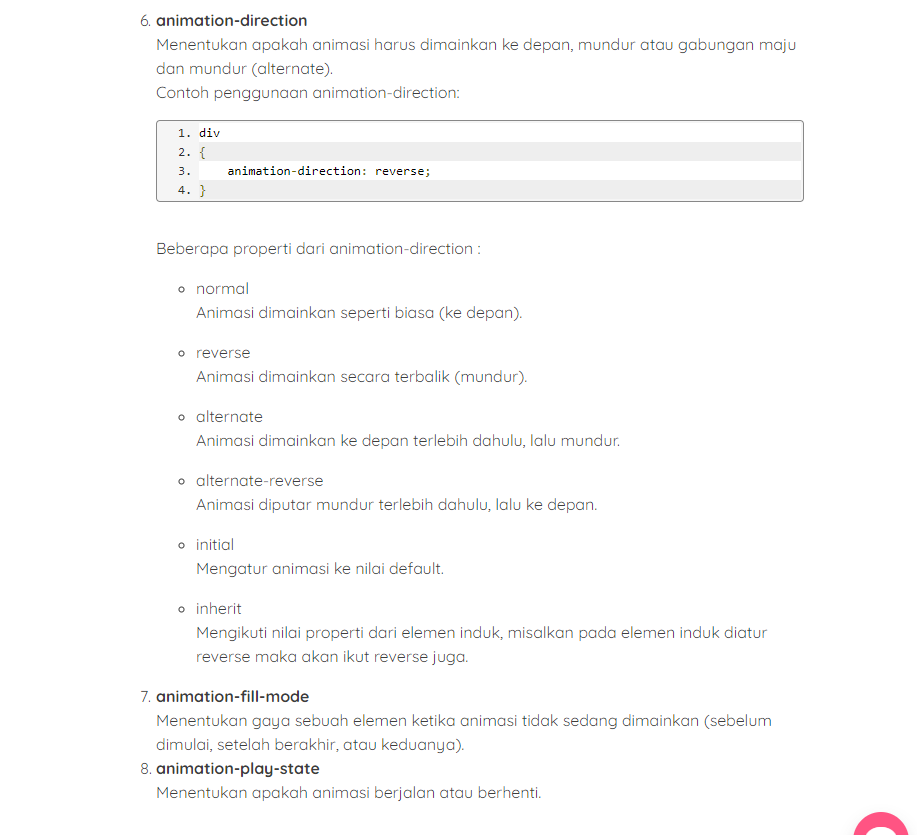 6. animation-direction
Menentukan apakah animasi harus dimainkan ke depan, mundur atau gabungan maju
dan mundur (alternate).
Contoh penggunaan animation-direction:
1. div
2. {
3.     animation-direction: reverse;
4. }
Beberapa properti dari animation-direction :
normal
Animasi dimainkan seperti biasa (ke depan).
reverse
Animasi dimainkan secara terbalik (mundur).
alternate
Animasi dimainkan ke depan terlebih dahulu, lalu mundur.
alternate-reverse
Animasi diputar mundur terlebih dahulu, lalu ke depan.
initial
Mengatur animasi ke nilai default.
inherit
Mengikuti nilai properti dari elemen induk, misalkan pada elemen induk diatur
reverse maka akan ikut reverse juga.
7. animation-fill-mode
Menentukan gaya sebuah elemen ketika animasi tidak sedang dimainkan (sebelum
dimulai, setelah berakhir, atau keduanya).
8. animation-play-state
Menentukan apakah animasi berjalan atau berhenti.